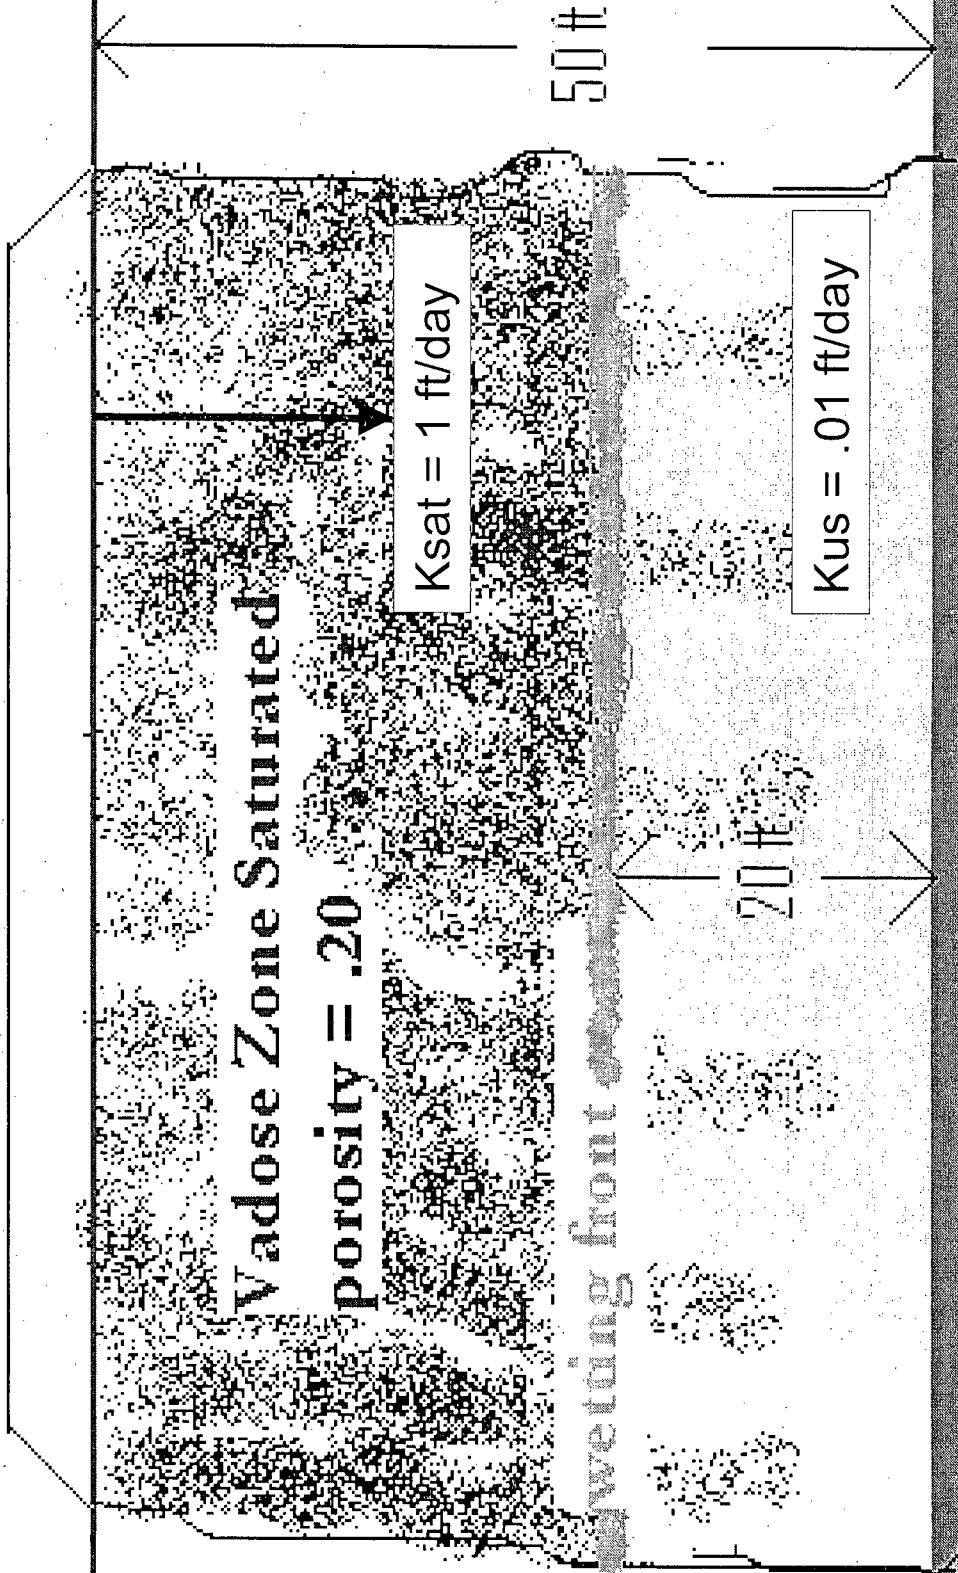 50 ft
Vadose Zone Saturated
porosity = .20
Ksat = 1 ft/day
wetting front
20 ft
Kus = .01 ft/day